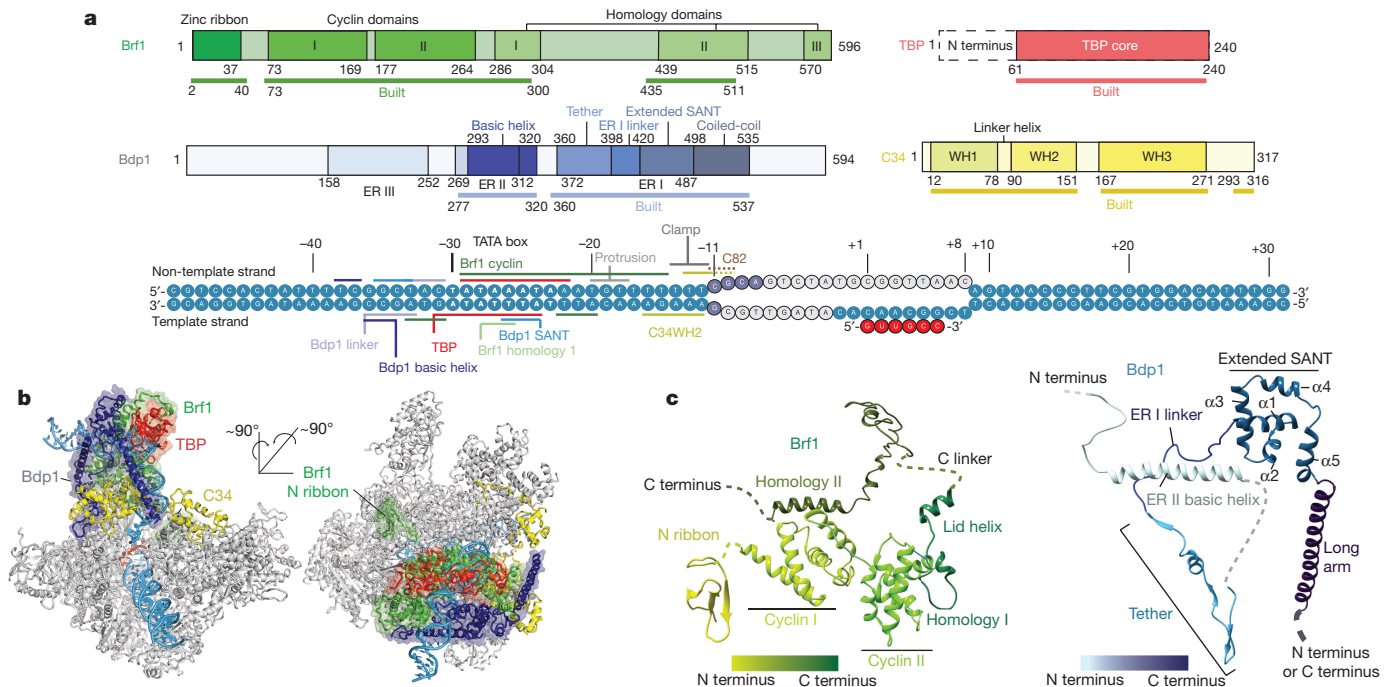 a
Zinc ribbon
Cyclin domains
Homology domains
Brf1
1
I
II
I
II
III
596
37
73
169
177
264
286
304
439
515
570
2
40
73
Built
300
435
511
TBP
1
N terminus
TBP core
240
61
240
Built
Tether
Extended SANT
Basic helix
ER I linker
Coiled-coil
293
320
360
398
420
498
535
Bdp1
1
594
158
ER III
252
269
ER II
312
372
ER I
487
277
320
360
Built
537
Linker helix
C34
1
WH1
WH2
WH3
317
12
78
90
151
167
271
293
316
Built
−40
−30
TATA box
−20
Clamp
−11
+1
+8
+10
+20
+30
C82
Brf1 cyclin
Protrusion
Non-template strand
5′-
-3′
3′-
-5′
Template strand
5′-
GUUGCC
-3′
Bdp1 linker
Bdp1 basic helix
TBP
Brf1 homology 1
Bdp1 SANT
C34WH2
b
Brf1
TBP
~90°
~90°
Bdp1
C34
Brf1
N ribbon
c
Brf1
C linker
C terminus
Homology II
N ribbon
Lid helix
Cyclin I
Homology I
Cyclin II
N terminus
C terminus
Extended SANT
N terminus
Bdp1
α4
α3
α1
ER I linker
α2
α5
ER II basic helix
Long
arm
Tether
N terminus
or C terminus
N terminus
C terminus